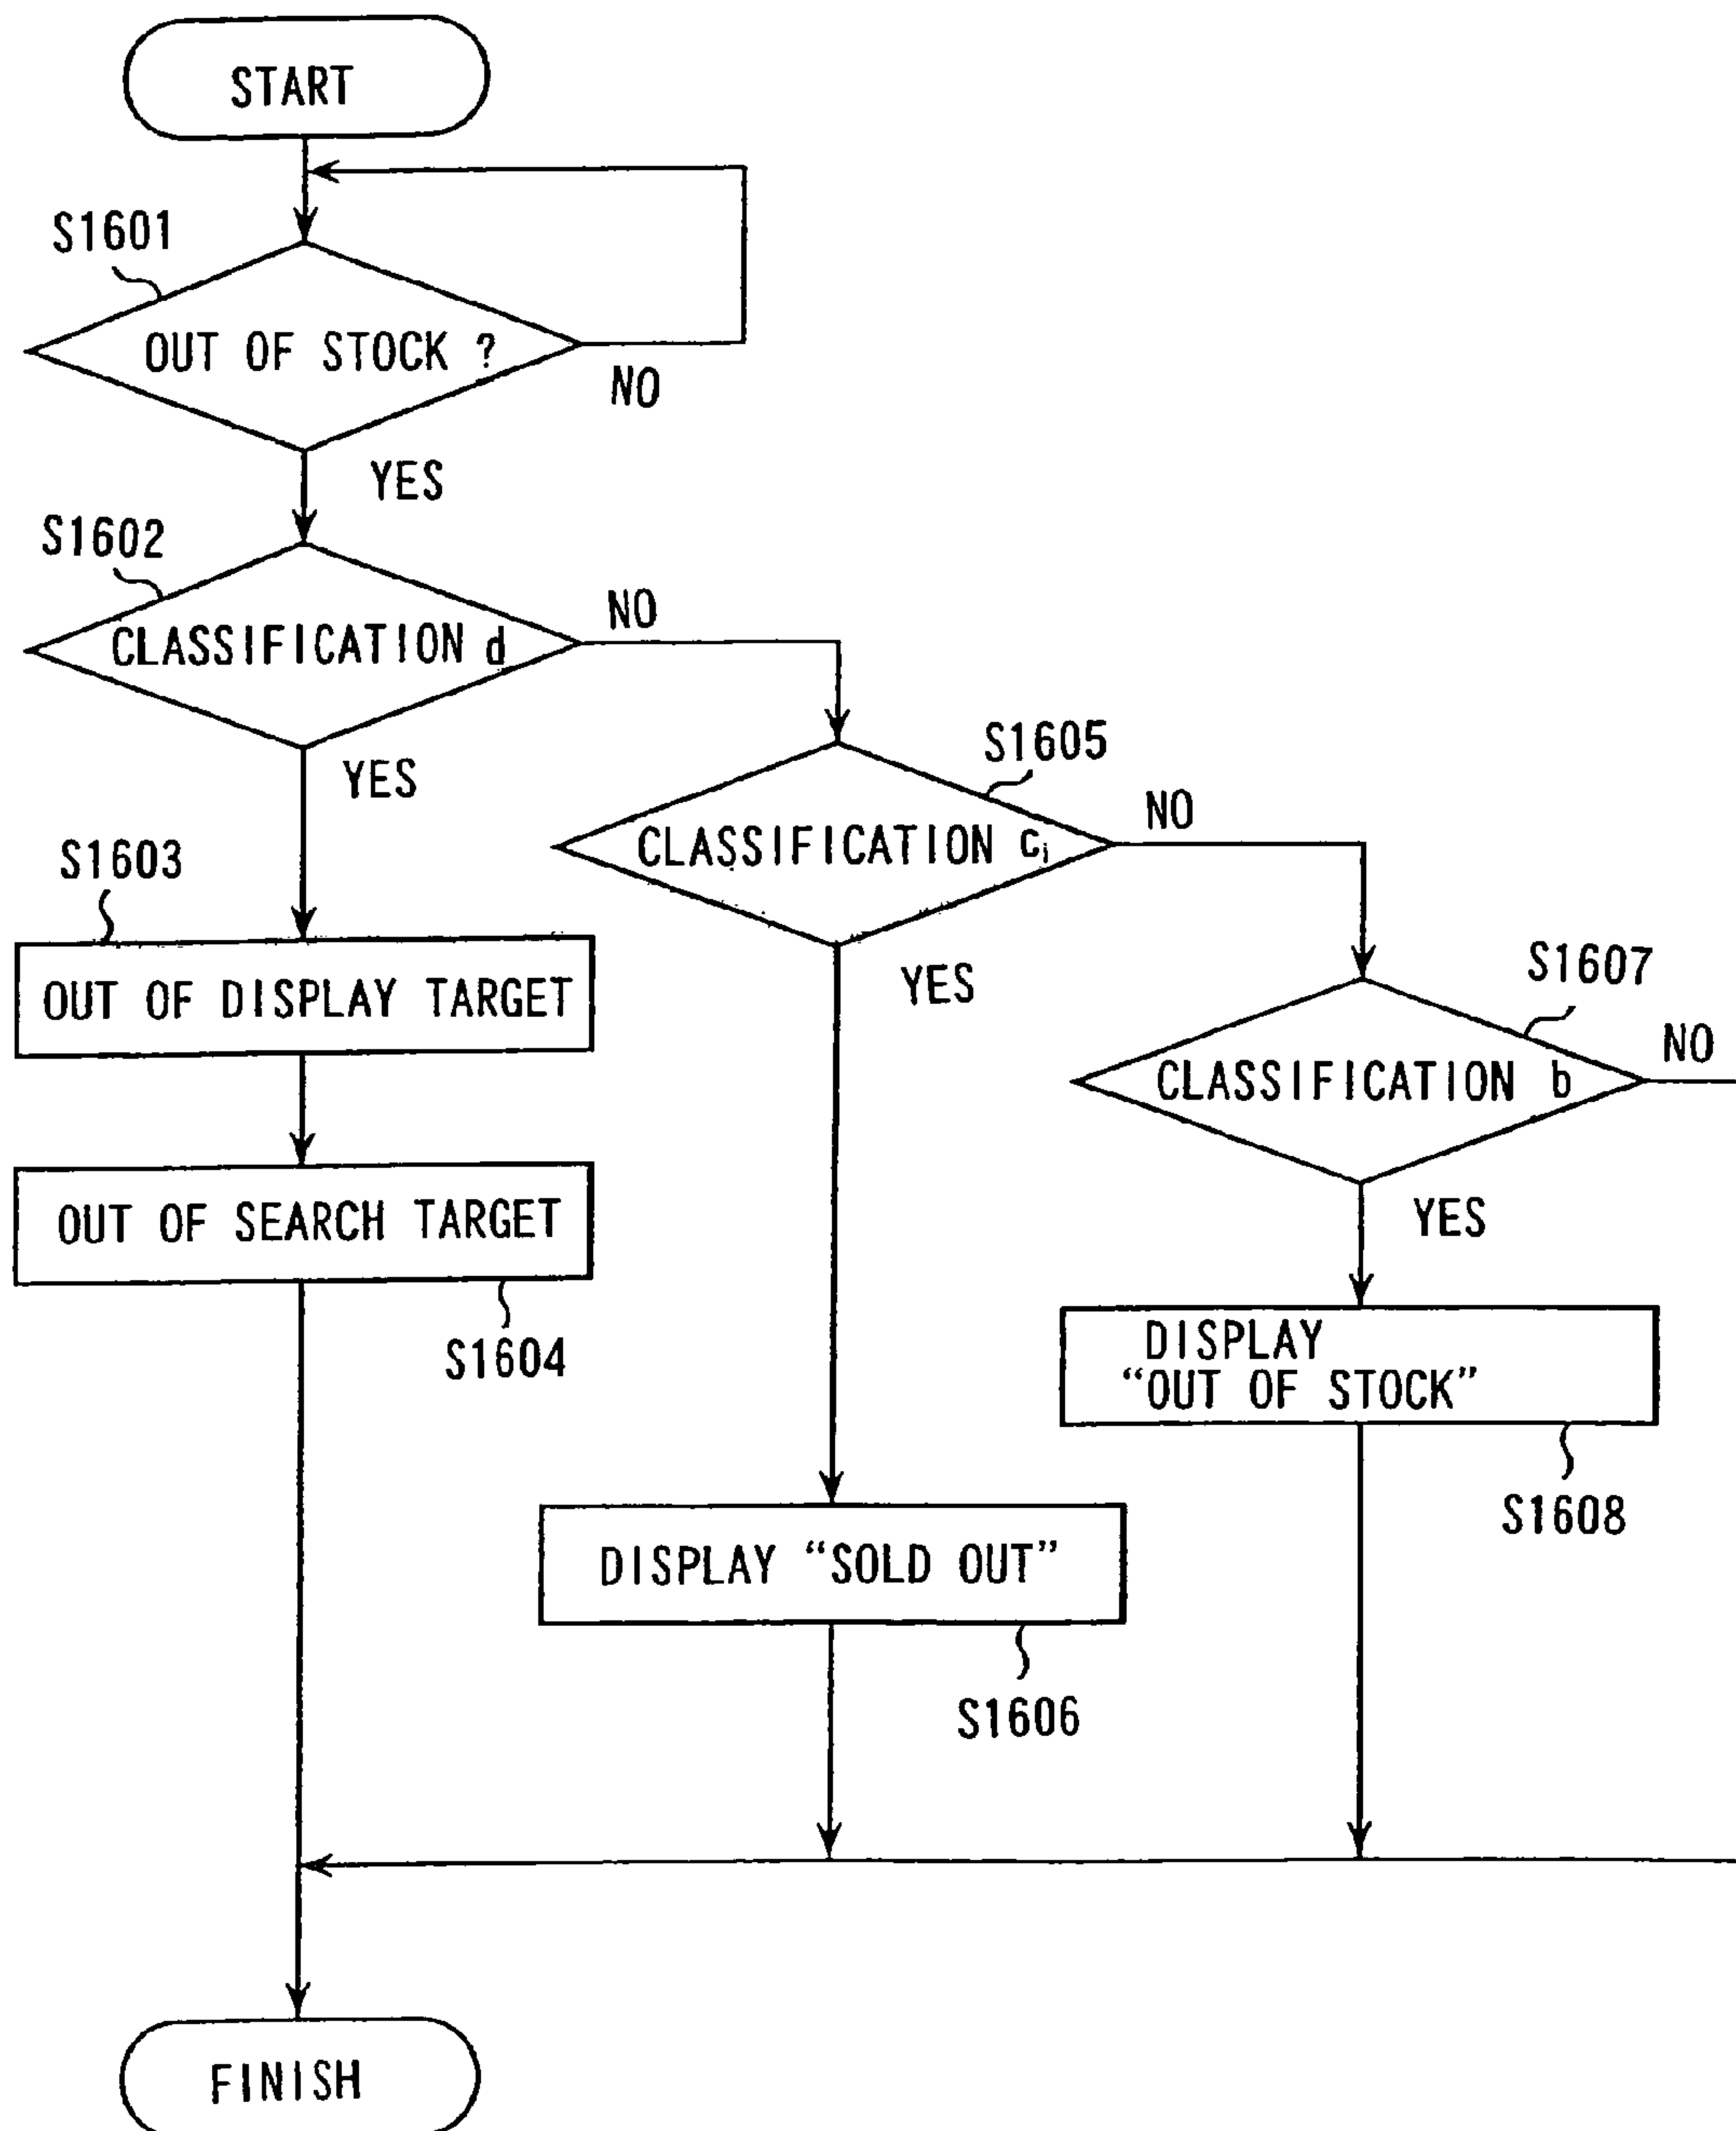 START
S1601
OUT OF STOCK ?
NO
YES
S1602
CLASSIFICATION d
NO
YES
S1605
CLASSIFICATION ci
NO
YES
S1603
OUT OF DISPLAY TARGET
S1607
CLASSIFICATION b
NO
YES
OUT OF SEARCH TARGET
S1604
DISPLAY
“OUT OF STOCK”
S1608
DISPLAY “SOLD OUT”
S1606
FINISH